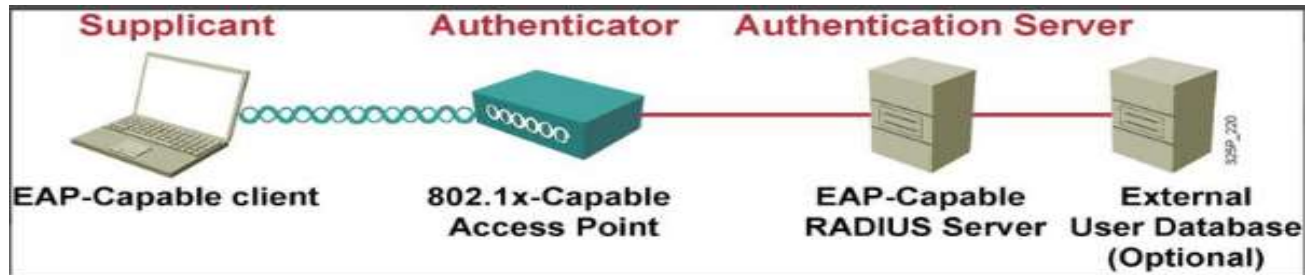 Supplicant
Authenticator
Authentication Server
EAP-Capable client
802.1x-Capable
Access Point
EAP-Capable
RADIUS Server
External
User Database
(Optional)
325P_220